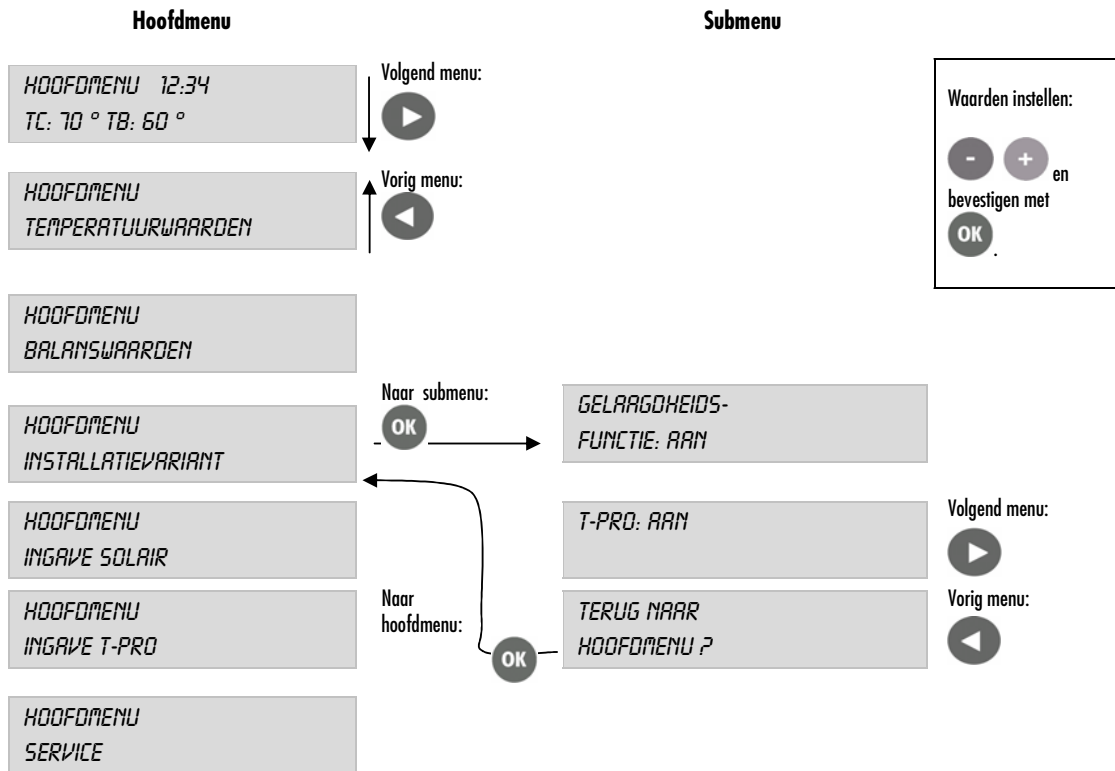 Hoofdmenu
Submenu
HOOFDMENU 12:34
TC: 70 ° TB: 60 °
Volgend menu:
HOOFDMENU
TEMPERATUURWAARDEN
Vorig menu:
Waarden instellen:
- + en
bevestigen met
OK.
HOOFDMENU
BALANSWAARDEN
HOOFDMENU
INSTALLATIEVARIANT
Naar submenu:
OK
GELAAGDHEIDS-
FUNCTIE: AAN
HOOFDMENU
INGAVE SOLAIR
T-PRO: AAN
Volgend menu:
HOOFDMENU
INGAVE T-PRO
Naar
hoofdmenu:
OK
TERUG NAAR
HOOFDMENU ?
Vorig menu:
HOOFDMENU
SERVICE